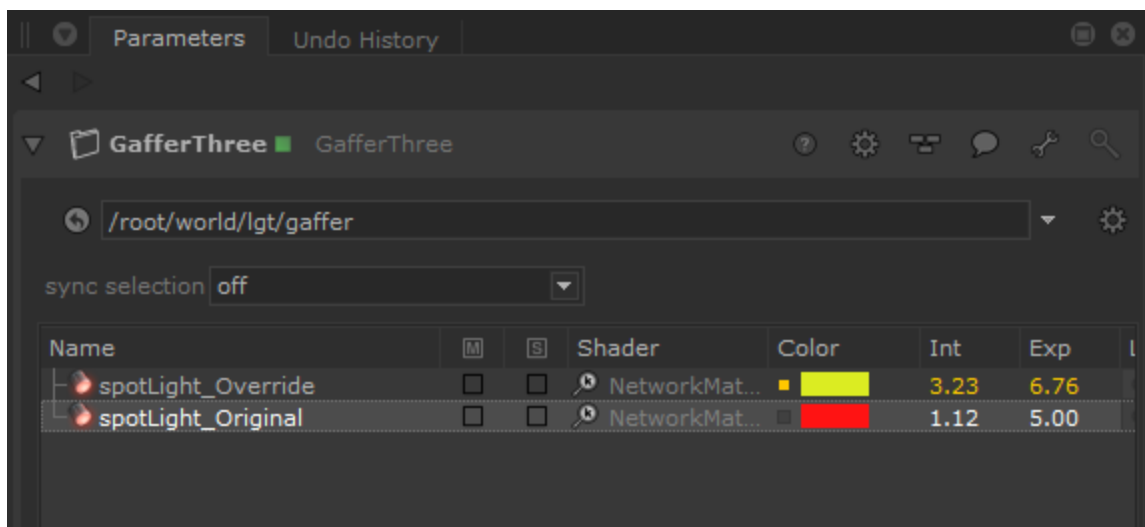 Parameters Undo History
GafferThree GafferThree
/root/world/lgt/gaffer
sync selection off
Name M S Shader Color Int Exp
spotLight_Override NetworkMat... 3.23 6.76
spotLight_Original NetworkMat... 1.12 5.00